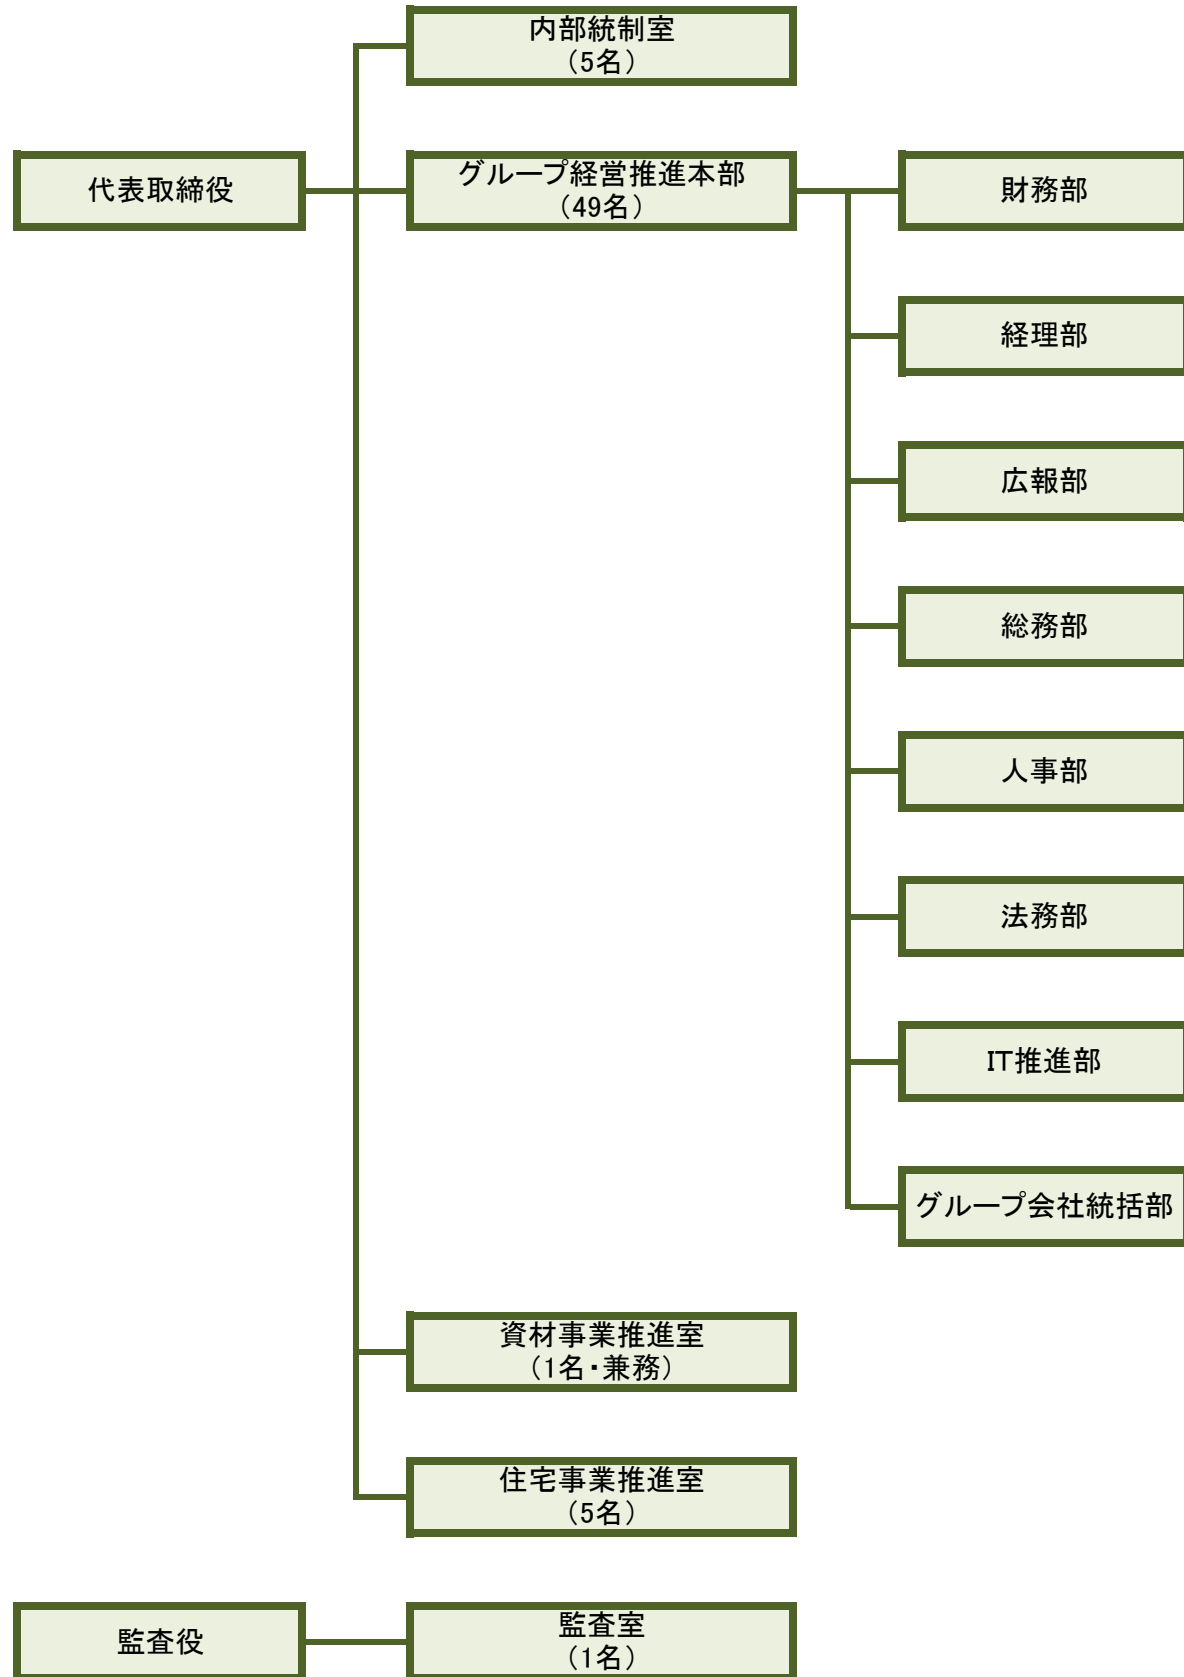 内部統制室
（5名）
代表取締役
グループ経営推進本部
（49名）
財務部
経理部
広報部
総務部
人事部
法務部
IT推進部
グループ会社統括部
資材事業推進室
（1名・兼務）
住宅事業推進室
（5名）
監査役
監査室
（1名）